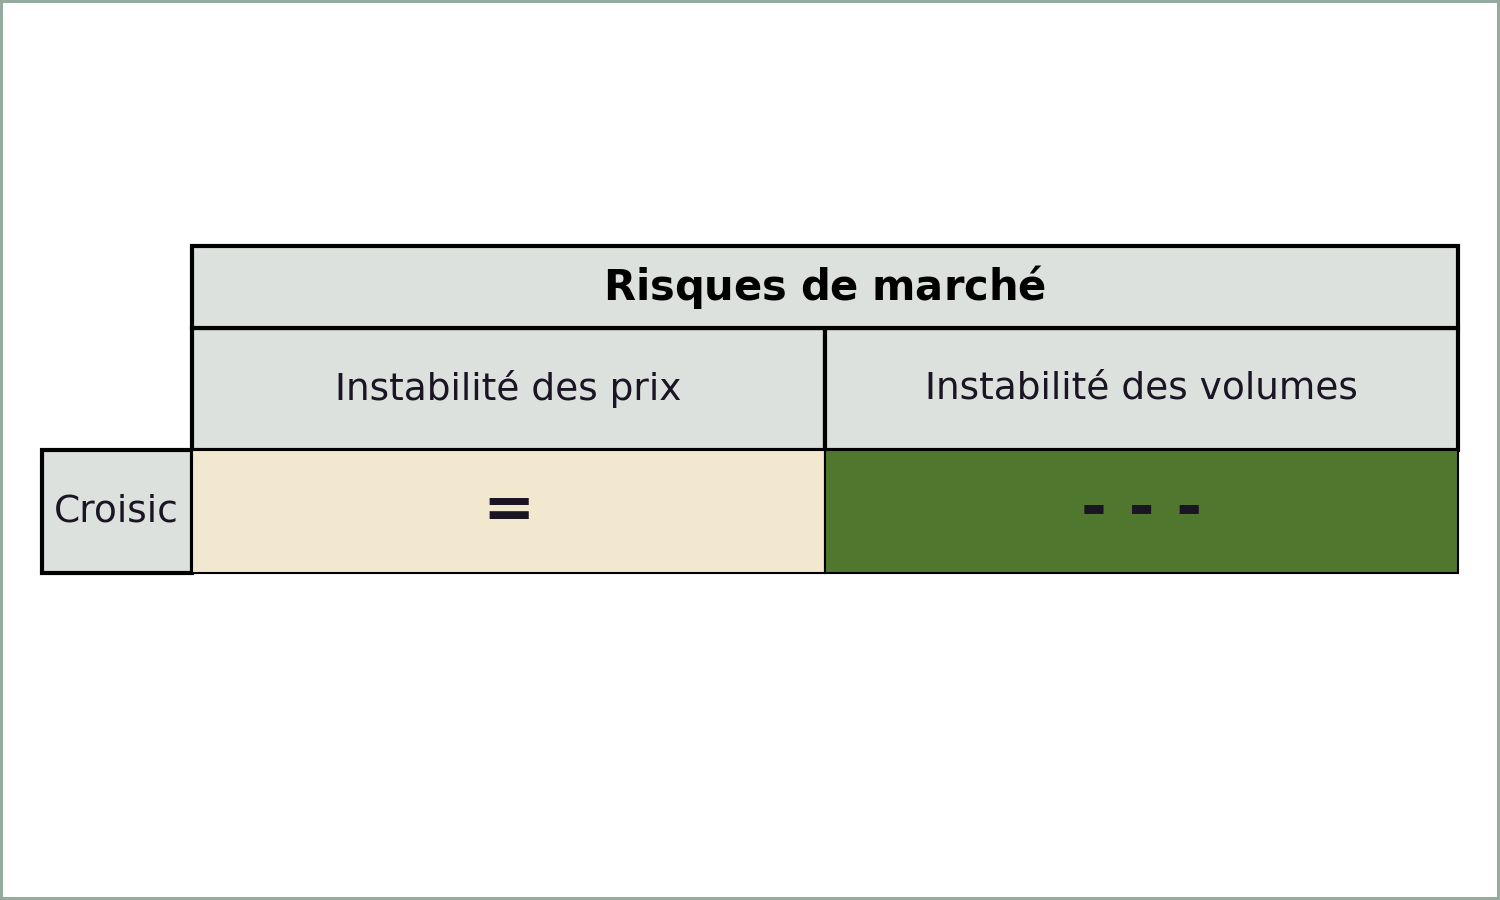 Risques de marché
Instabilité des prix
Instabilité des volumes
Croisic
=
- - -